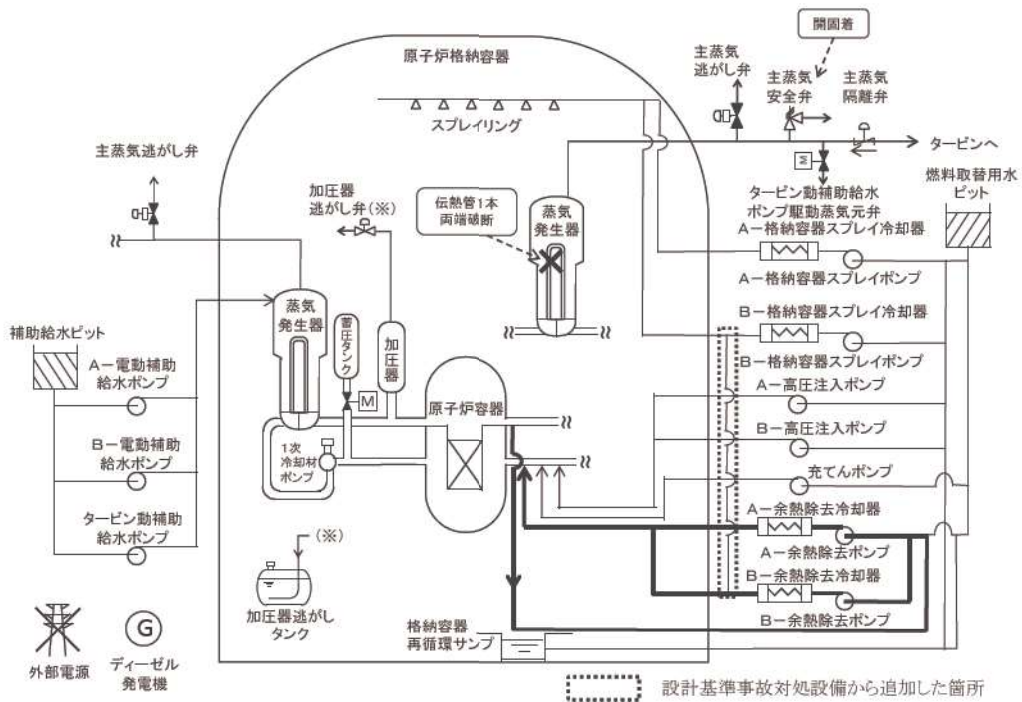 開固着
原子炉格納容器
主蒸気
逃がし弁
主蒸気
安全弁
主蒸気
隔離弁
スプレイリング
タービンへ
主蒸気逃がし弁
加圧器
逃がし弁(※)
伝熱管1本
両端破断
蒸気
発生器
M
タービン動補助給水
ポンプ駆動蒸気元弁
燃料取替用水
ピット
A-格納容器スプレイ冷却器
A-格納容器スプレイポンプ
蒸気
発生器
蓄圧タンク
加圧器
M
原子炉容器
1次
冷却材
ポンプ
補助給水ピット
A-電動補助
給水ポンプ
B-電動補助
給水ポンプ
タービン動補助
給水ポンプ
B-格納容器スプレイ冷却器
B-格納容器スプレイポンプ
A-高圧注入ポンプ
B-高圧注入ポンプ
充てんポンプ
A-余熱除去冷却器
A-余熱除去ポンプ
B-余熱除去冷却器
B-余熱除去ポンプ
(※)
加圧器逃がし
タンク
格納容器
再循環サンプ
外部電源
G
ディーゼル
発電機
設計基準事故対処設備から追加した箇所